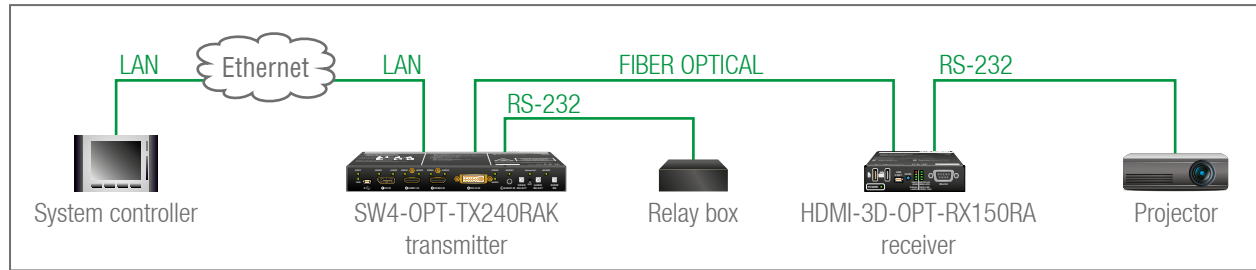 LAN
Ethernet
LAN
FIBER OPTICAL
RS-232
RS-232
System controller
SW4-OPT-TX240RAK
transmitter
Relay box
HDMI-3D-OPT-RX150RA
receiver
Projector